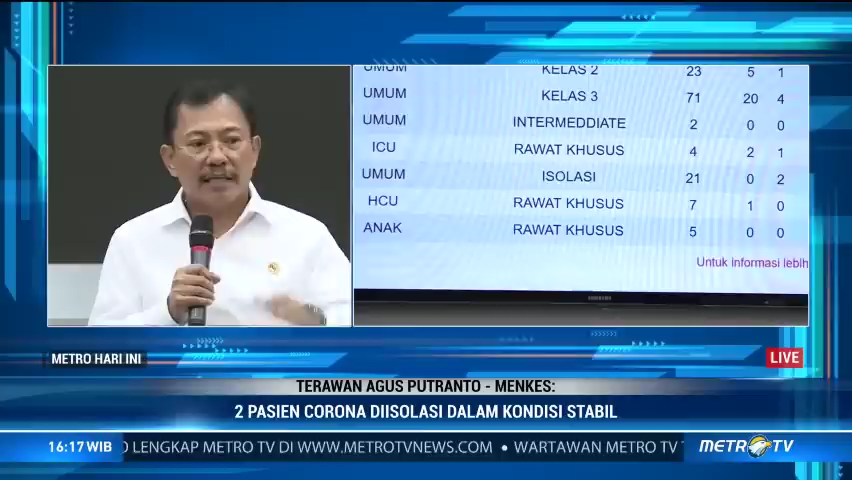 UMUM KELAS 2 23 5 1
UMUM KELAS 3 71 20 4
UMUM INTERMEDDIATE 2 0 0
ICU RAWAT KHUSUS 4 2 1
UMUM ISOLASI 21 0 2
HCU RAWAT KHUSUS 7 1 0
ANAK RAWAT KHUSUS 5 0 0
Untuk informasi lebih
SAMSUNG
METRO HARI INI
LIVE
TERAWAN AGUS PUTRANTO - MENKES:
2 PASIEN CORONA DIISOLASI DALAM KONDISI STABIL
16:17 WIB O LENGKAP METRO TV DI WWW.METROTVNEWS.COM • WARTAWAN METRO TV T METRO TV